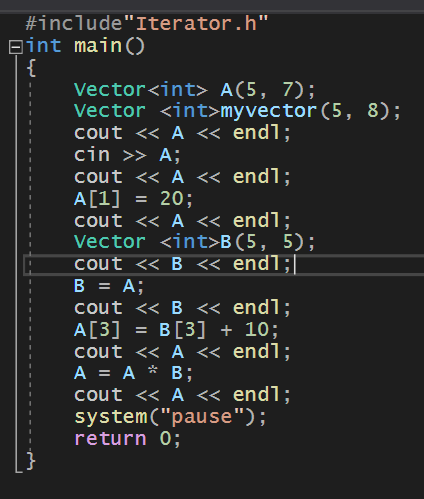 #include"Iterator.h"
int main()
{
Vector<int> A(5, 7);
Vector <int>myvector(5, 8);
cout << A << endl;
cin >> A;
cout << A << endl;
A[1] = 20;
cout << A << endl;
Vector <int>B(5, 5);
cout << B << endl;
B = A;
cout << B << endl;
A[3] = B[3] + 10;
cout << A << endl;
A = A * B;
cout << A << endl;
system("pause");
return 0;
}